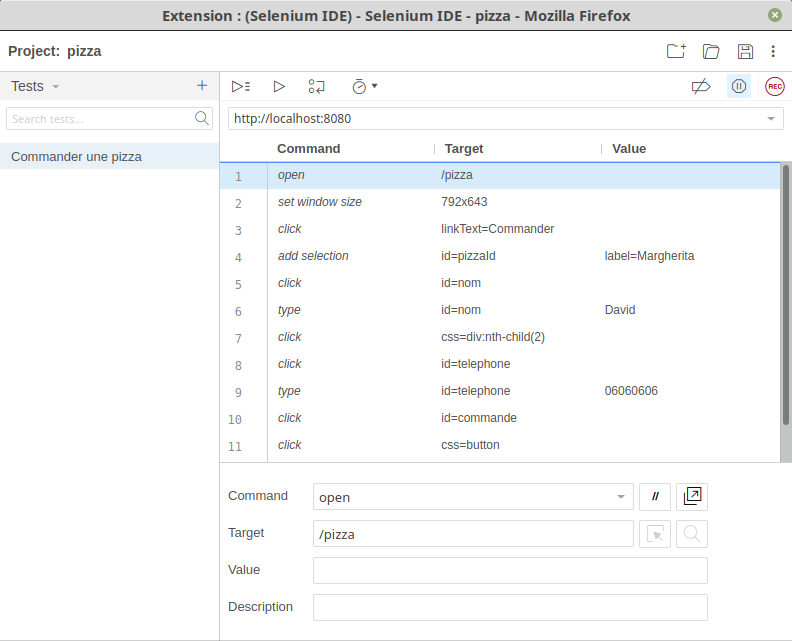 Extension : (Selenium IDE) - Selenium IDE - pizza - Mozilla Firefox
Project: pizza
Tests
+
REC
Search tests...
http://localhost:8080
Commander une pizza
Command Target Value
1 open /pizza
2 set window size 792x643
3 click linkText=Commander
4 add selection id=pizzaId label=Margherita
5 click id=nom
6 type id=nom David
7 click css=div:nth-child(2)
8 click id=telephone
9 type id=telephone 06060606
10 click id=commande
11 click css=button
Command open //
Target /pizza
Value
Description